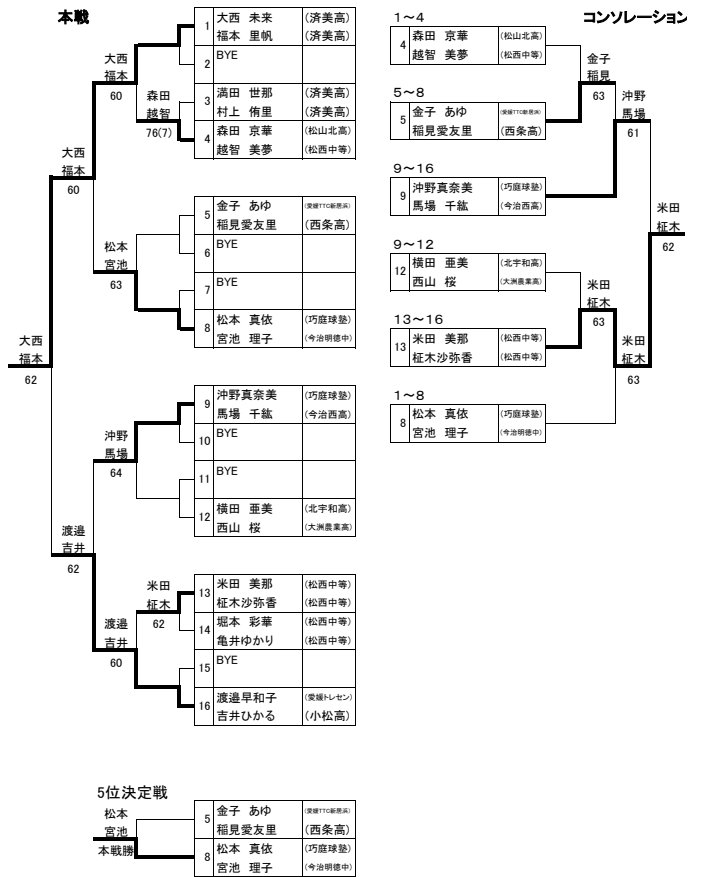 本戦
大西
福本
60
森田
越智
76(7)
大西
福本
60
松本
宮池
63
大西
福本
62
沖野
馬場
64
渡邉
吉井
62
米田
柾木
62
渡邉
吉井
60
1 大西 未来 (済美高)
福本 里帆 (済美高)
2 BYE
3 満田 世那 (済美高)
村上 侑里 (済美高)
4 森田 京華 (松山北高)
越智 美夢 (松西中等)
5 金子 あゆ (愛媛TTC新居浜)
稲見愛友里 (西条高)
6 BYE
7 BYE
8 松本 真依 (巧庭球塾)
宮池 理子 (今治明徳中)
9 沖野真奈美 (巧庭球塾)
馬場 千紘 (今治西高)
10 BYE
11 BYE
12 横田 亜美 (北宇和高)
西山 桜 (大洲農業高)
13 米田 美那 (松西中等)
柾木沙弥香 (松西中等)
14 堀本 彩華 (松西中等)
亀井ゆかり (松西中等)
15 BYE
16 渡邉早和子 (愛媛トレセン)
吉井ひかる (小松高)
コンソレーション
1～4
4 森田 京華 (松山北高)
越智 美夢 (松西中等)
5～8
5 金子 あゆ (愛媛TTC新居浜)
稲見愛友里 (西条高)
9～16
9 沖野真奈美 (巧庭球塾)
馬場 千紘 (今治西高)
9～12
12 横田 亜美 (北宇和高)
西山 桜 (大洲農業高)
13～16
13 米田 美那 (松西中等)
柾木沙弥香 (松西中等)
1～8
8 松本 真依 (巧庭球塾)
宮池 理子 (今治明徳中)
金子
稲見
63
沖野
馬場
61
米田
柾木
63
米田
柾木
63
米田
柾木
62
5位決定戦
松本
宮池
本戦勝
5 金子 あゆ (愛媛TTC新居浜)
稲見愛友里 (西条高)
8 松本 真依 (巧庭球塾)
宮池 理子 (今治明徳中)